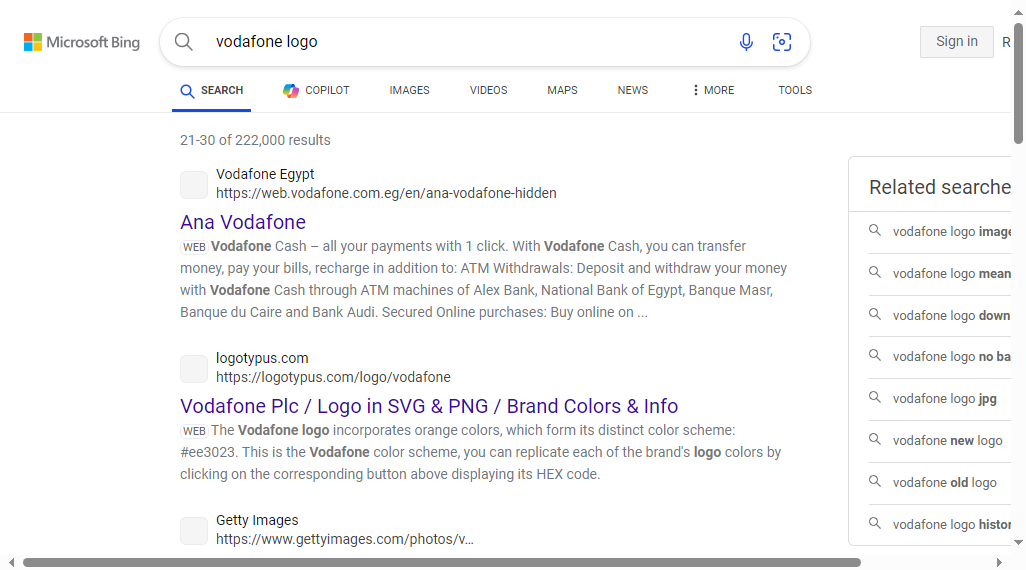 Microsoft Bing
vodafone logo
Sign in
R
SEARCH
COPILOT
IMAGES
VIDEOS
MAPS
NEWS
MORE
TOOLS
21-30 of 222,000 results
Vodafone Egypt
https://web.vodafone.com.eg/en/ana-vodafone-hidden
Ana Vodafone
WEB Vodafone Cash – all your payments with 1 click. With Vodafone Cash, you can transfer
money, pay your bills, recharge in addition to: ATM Withdrawals: Deposit and withdraw your money
with Vodafone Cash through ATM machines of Alex Bank, National Bank of Egypt, Banque Masr,
Banque du Caire and Bank Audi. Secured Online purchases: Buy online on ...
logotypus.com
https://logotypus.com/logo/vodafone
Vodafone Plc / Logo in SVG & PNG / Brand Colors & Info
WEB The Vodafone logo incorporates orange colors, which form its distinct color scheme:
#ee3023. This is the Vodafone color scheme, you can replicate each of the brand's logo colors by
clicking on the corresponding button above displaying its HEX code.
Getty Images
https://www.gettyimages.com/photos/v...
Related searche
vodafone logo image
vodafone logo mean
vodafone logo down
vodafone logo no ba
vodafone logo jpg
vodafone new logo
vodafone old logo
vodafone logo histor